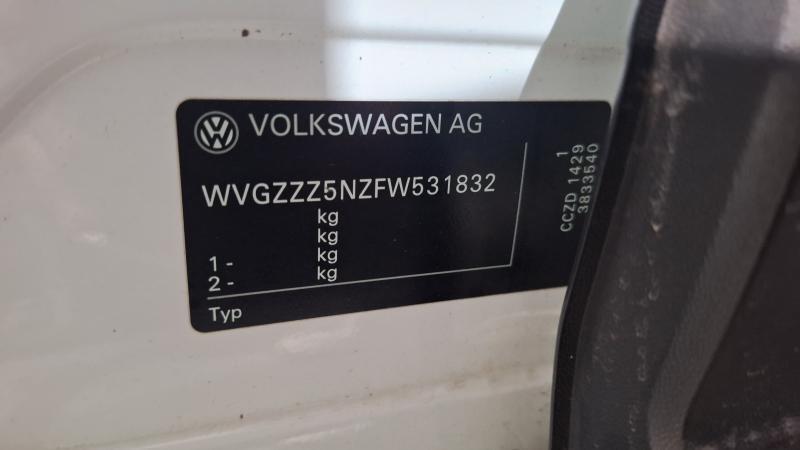 VOLKSWAGEN AG
WVGZZZ5NZFW531832
kg
kg
1 - kg
2 - kg
Typ
1
CCZD 1429
3833540